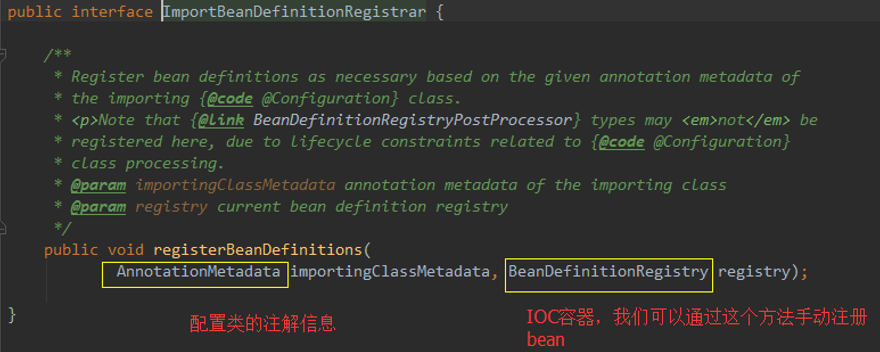 public interface ImportBeanDefinitionRegistrar {
/**
* Register bean definitions as necessary based on the given annotation metadata of
* the importing {@code @Configuration} class.
* <p>Note that {@link BeanDefinitionRegistryPostProcessor} types may <em>not</em> be
* registered here, due to lifecycle constraints related to {@code @Configuration}
* class processing.
* @param importingClassMetadata annotation metadata of the importing class
* @param registry current bean definition registry
*/
public void registerBeanDefinitions(
AnnotationMetadata importingClassMetadata, BeanDefinitionRegistry registry);
}
配置类的注解信息
IOC容器，我们可以通过这个方法手动注册
bean